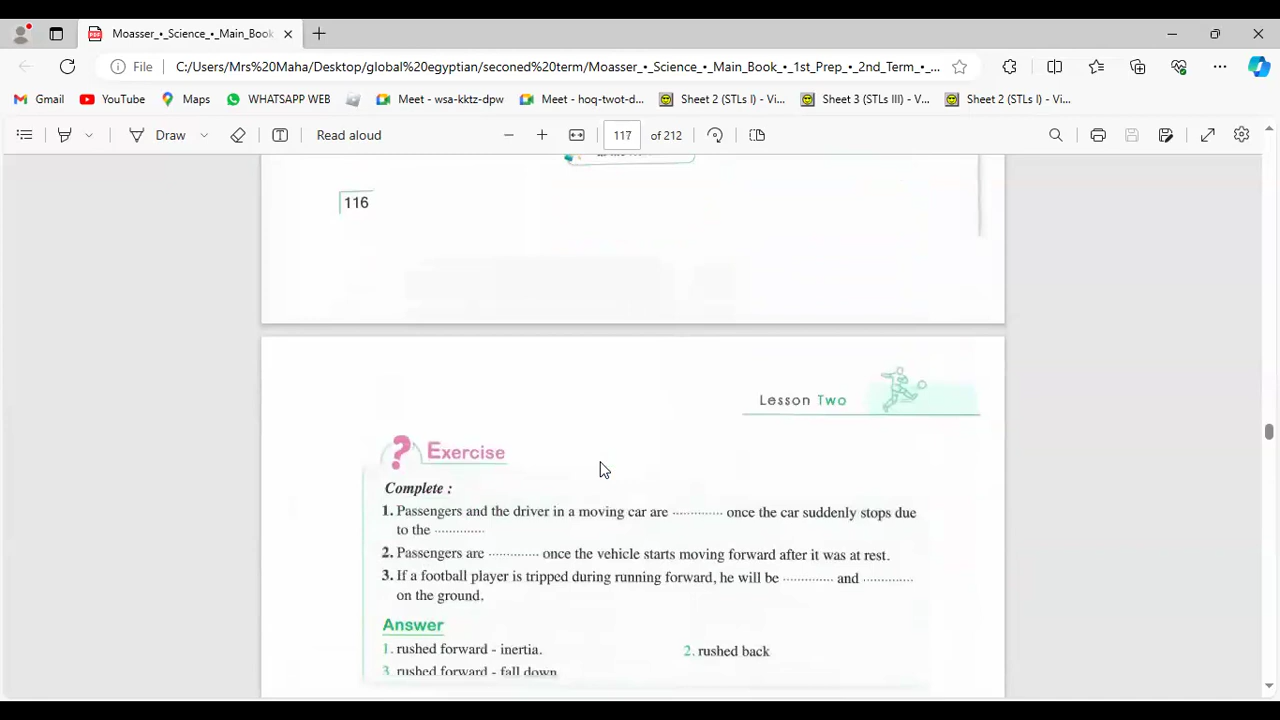 Moasser_•_Science_•_Main_Book
File
C:/Users/Mrs%20Maha/Desktop/global%20egyptian/seconed%20term/Moasser_•_Science_•_Main_Book_•_1st_Prep_•_2nd_Term_•_...
Gmail YouTube Maps WHATSAPP WEB Meet - wsa-kktz-dpw Meet - hoq-twot-d... Sheet 2 (STLs I) - Vi... Sheet 3 (STLs III) - V... Sheet 2 (STLs I) - Vi...
Draw Read aloud 117 of 212
116
Lesson Two
? Exercise
Complete :
1. Passengers and the driver in a moving car are ............. once the car suddenly stops due
to the .............
2. Passengers are ............. once the vehicle starts moving forward after it was at rest.
3. If a football player is tripped during running forward, he will be ............. and .............
on the ground.
Answer
1. rushed forward - inertia.
2. rushed back
3. rushed forward - fall down